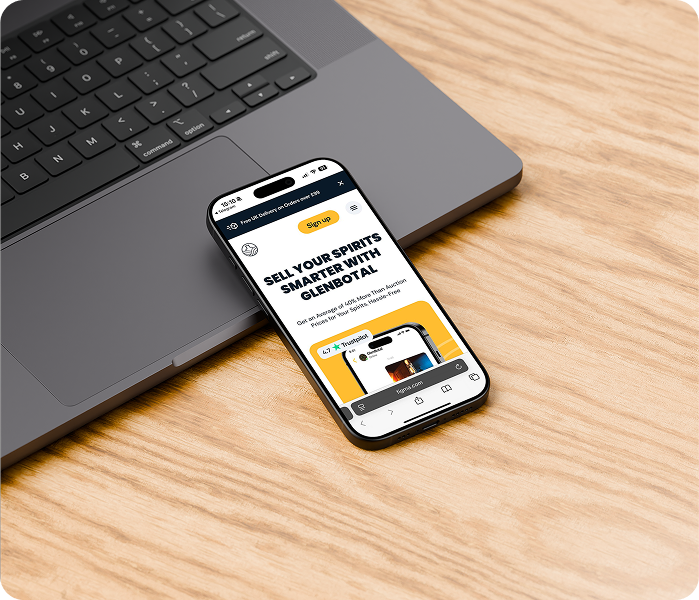 return
shift
U I O P
H J K L
B N M
command
option
10:10
Telegram
Free UK Delivery on Orders over £99
Sign up
SELL YOUR SPIRITS
SMARTER WITH
GLENBOTAL
Get an Average of 40% More Than Auction
Prices for Your Spirits, Hassle-Free
4.7 Trustpilot
figma.com